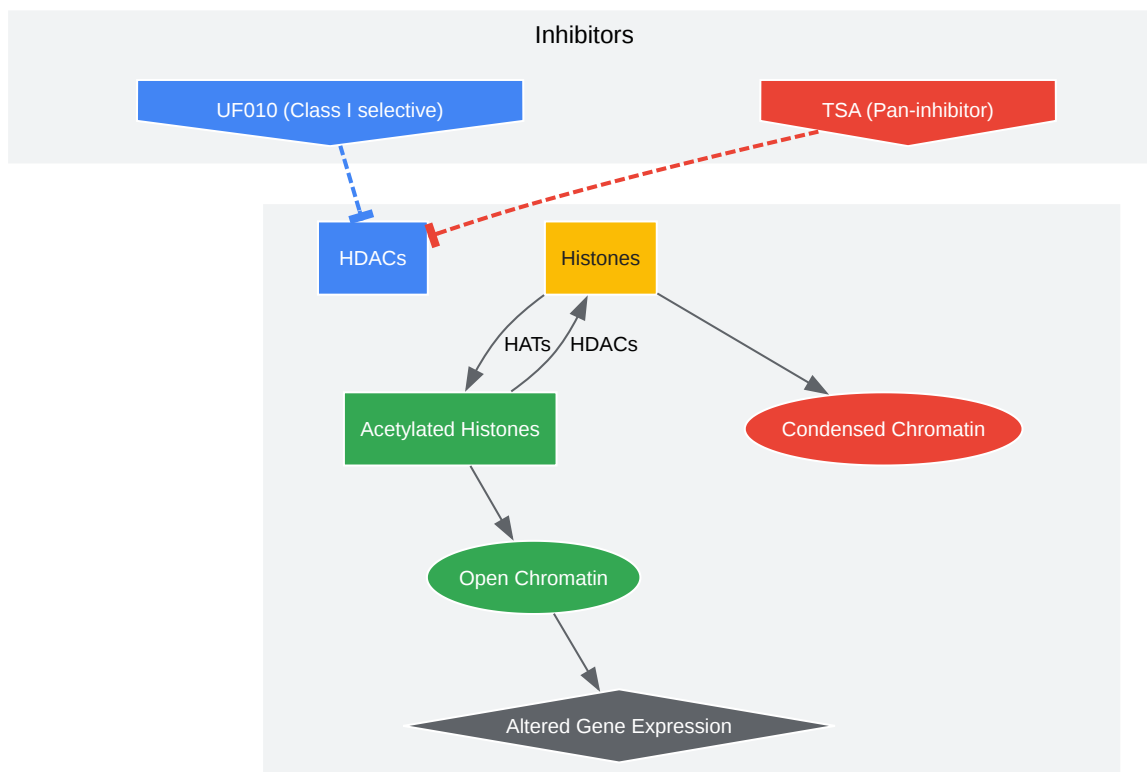 Inhibitors
UF010 (Class I selective)
TSA (Pan-inhibitor)
HDACs
Histones
HATs
HDACs
Acetylated Histones
Condensed Chromatin
Open Chromatin
Altered Gene Expression